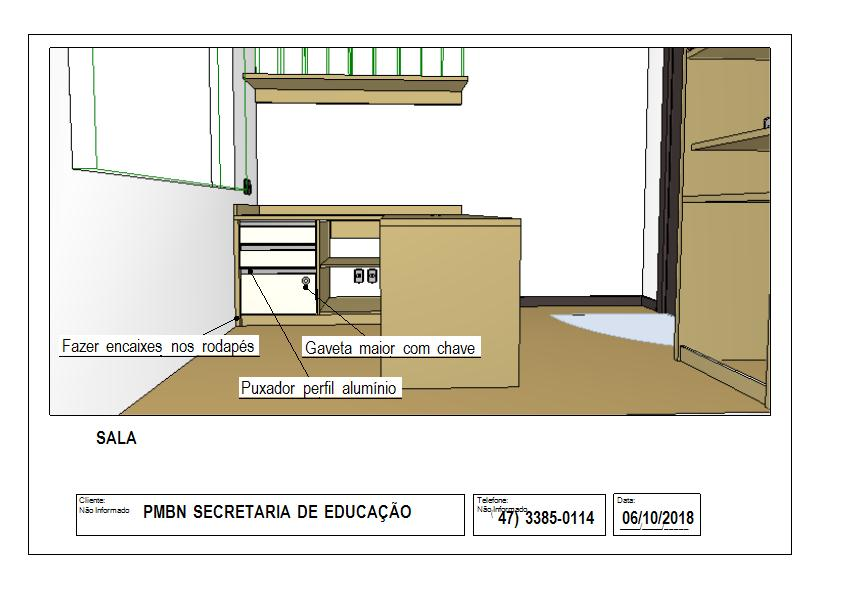 Fazer encaixes nos rodapés
Gaveta maior com chave
Puxador perfil alumínio
SALA
Cliente:
Não Informado
PMBN SECRETARIA DE EDUCAÇÃO
Telefone:
Não Informado
(47) 3385-0114
Data:
06/10/2018